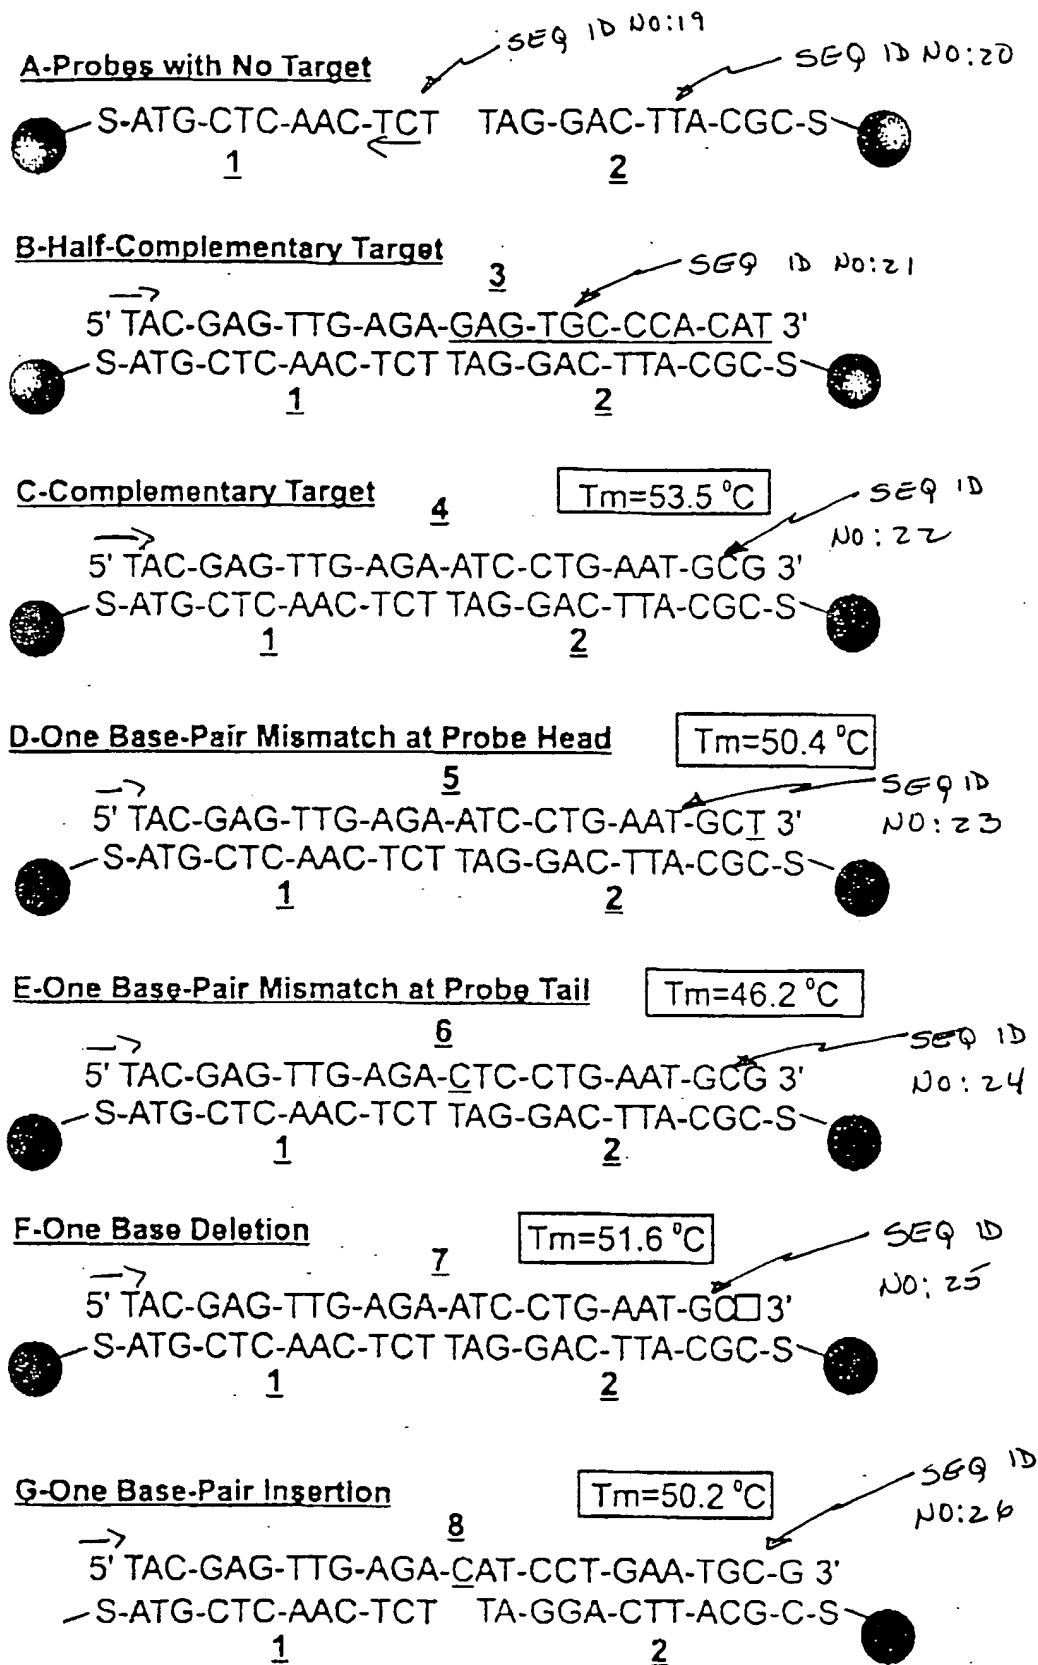 SEQ ID NO:19
SEQ ID NO:20
A-Probes with No Target
S-ATG-CTC-AAC-TCT TAG-GAC-TTA-CGC-S
1 2
B-Half-Complementary Target
3
SEQ ID NO:21
5' TAC-GAG-TTG-AGA-GAG-TGC-CCA-CAT 3'
S-ATG-CTC-AAC-TCT TAG-GAC-TTA-CGC-S
1 2
C-Complementary Target
4
Tm=53.5 °C
SEQ ID
NO:22
5' TAC-GAG-TTG-AGA-ATC-CTG-AAT-GCG 3'
S-ATG-CTC-AAC-TCT TAG-GAC-TTA-CGC-S
1 2
D-One Base-Pair Mismatch at Probe Head
Tm=50.4 °C
5
SEQ ID
NO:23
5' TAC-GAG-TTG-AGA-ATC-CTG-AAT-GCT 3'
S-ATG-CTC-AAC-TCT TAG-GAC-TTA-CGC-S
1 2
E-One Base-Pair Mismatch at Probe Tail
Tm=46.2 °C
6
SEQ ID
NO:24
5' TAC-GAG-TTG-AGA-CTC-CTG-AAT-GCG 3'
S-ATG-CTC-AAC-TCT TAG-GAC-TTA-CGC-S
1 2
F-One Base Deletion
Tm=51.6 °C
7
SEQ ID
NO:25
5' TAC-GAG-TTG-AGA-ATC-CTG-AAT-GC□ 3'
S-ATG-CTC-AAC-TCT TAG-GAC-TTA-CGC-S
1 2
G-One Base-Pair Insertion
Tm=50.2 °C
8
SEQ ID
NO:26
5' TAC-GAG-TTG-AGA-CAT-CCT-GAA-TGC-G 3'
S-ATG-CTC-AAC-TCT TA-GGA-CTT-ACG-C-S
1 2